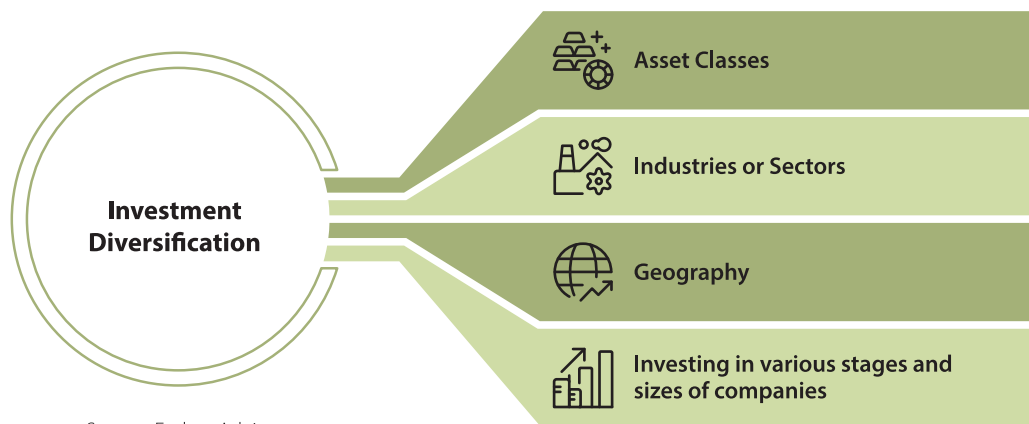 Asset Classes
Industries or Sectors
Investment
Diversification
Geography
Investing in various stages and
sizes of companies